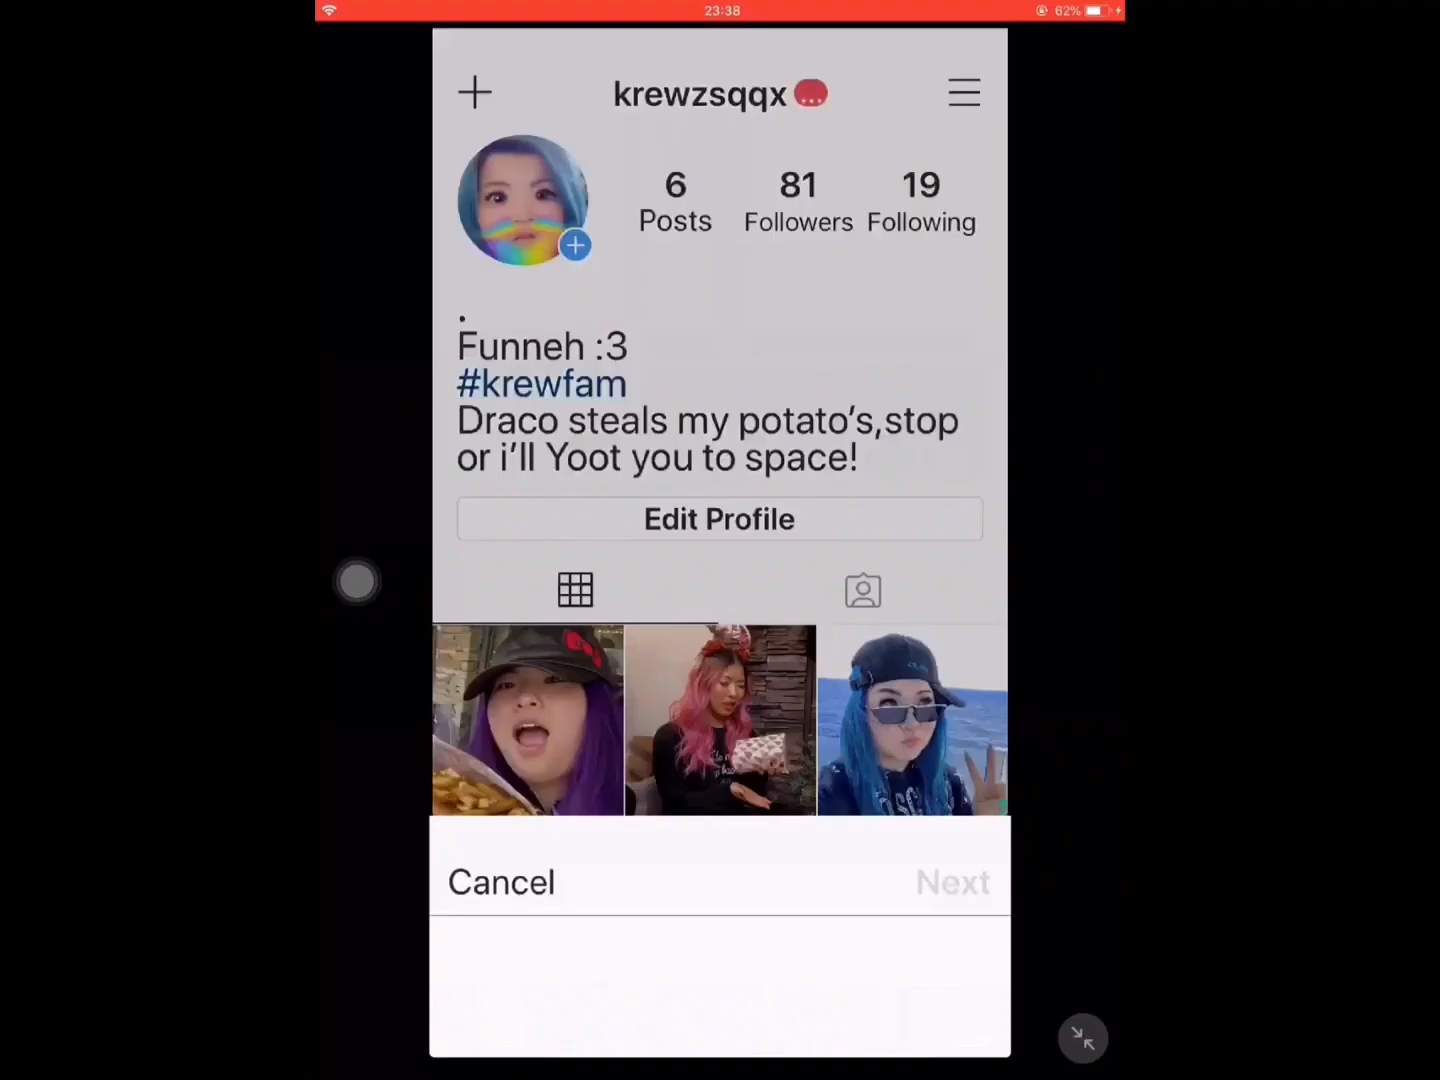 23:38
62%
krewzsqqx
6
81
19
Posts
Followers
Following
.
Funneh :3
#krewfam
Draco steals my potato’s,stop
or i’ll Yoot you to space!
Edit Profile
Cancel
Next